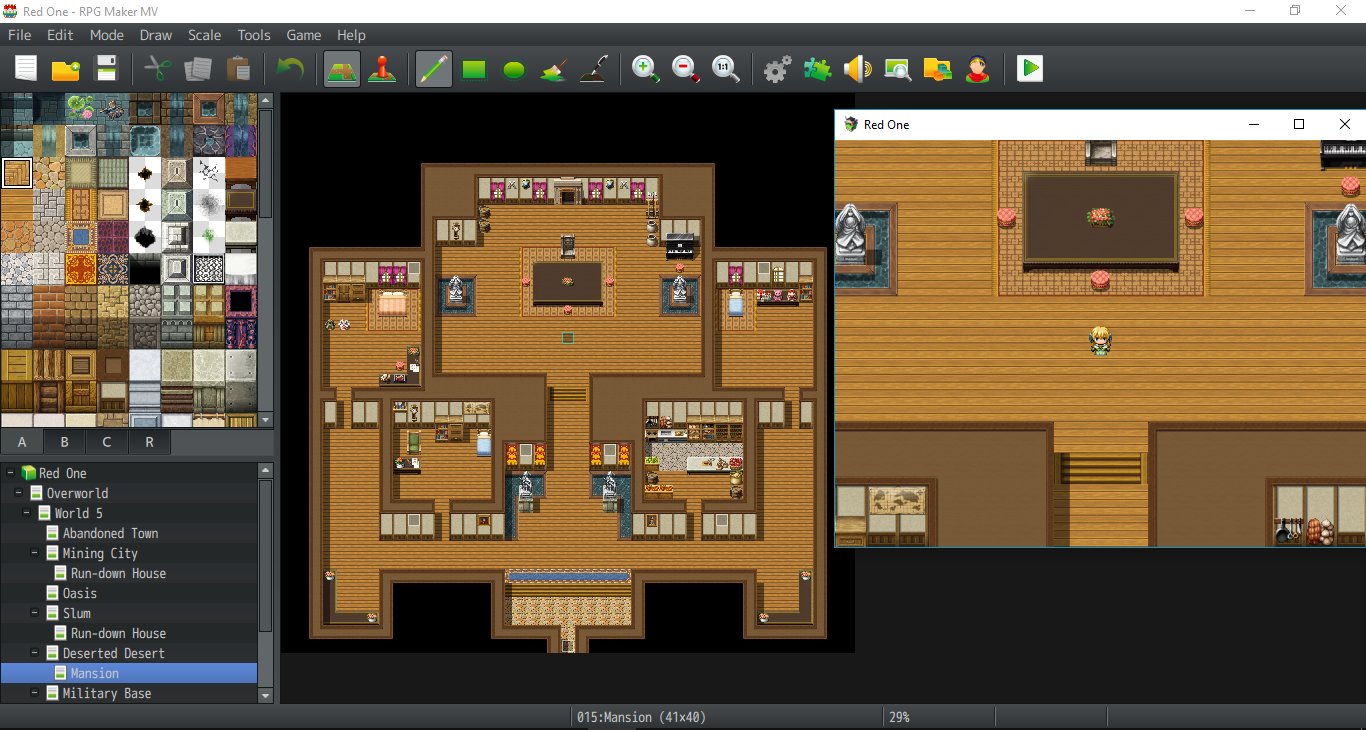 Red One - RPG Maker MV
File Edit Mode Draw Scale Tools Game Help
1:1
Red One
A B C R
Red One
Overworld
World 5
Abandoned Town
Mining City
Run-down House
Oasis
Slum
Run-down House
Deserted Desert
Mansion
Military Base
015:Mansion (41x40)
29%